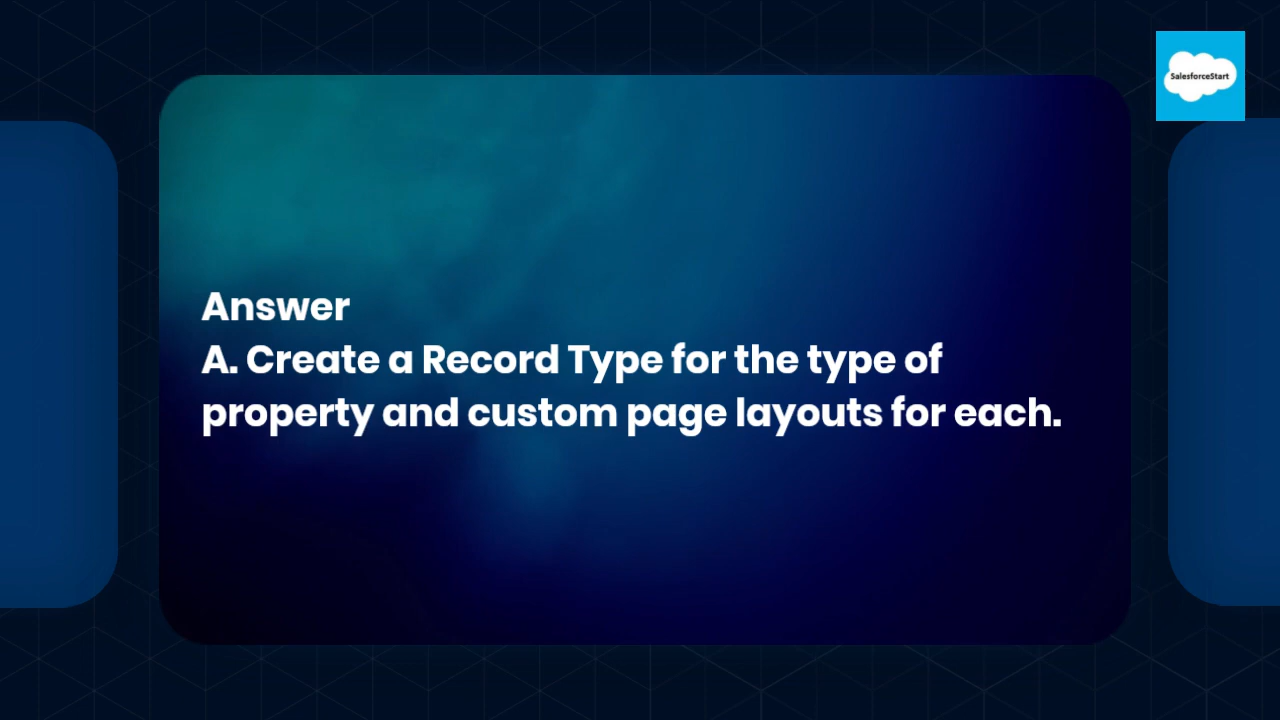 SalesforceStart
Answer
A. Create a Record Type for the type of
property and custom page layouts for each.